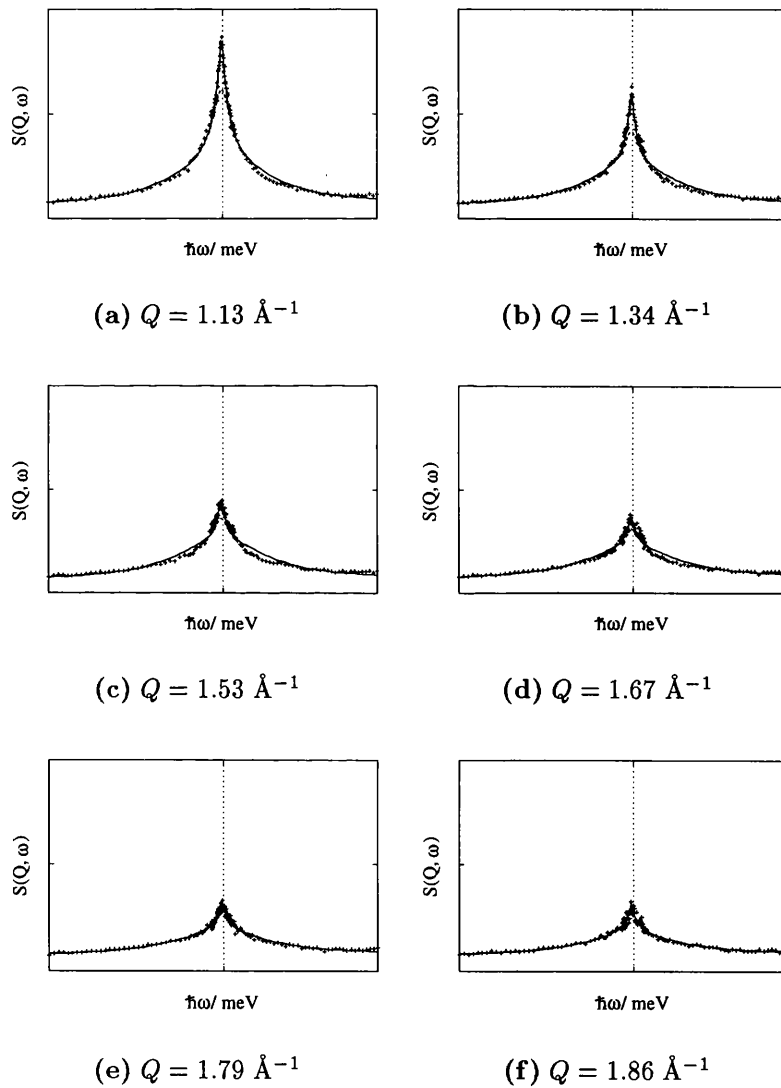 S(Q, ω)
ħω/ meV
(a) Q = 1.13 Å⁻¹
S(Q, ω)
ħω/ meV
(b) Q = 1.34 Å⁻¹
S(Q, ω)
ħω/ meV
(c) Q = 1.53 Å⁻¹
S(Q, ω)
ħω/ meV
(d) Q = 1.67 Å⁻¹
S(Q, ω)
ħω/ meV
(e) Q = 1.79 Å⁻¹
S(Q, ω)
ħω/ meV
(f) Q = 1.86 Å⁻¹